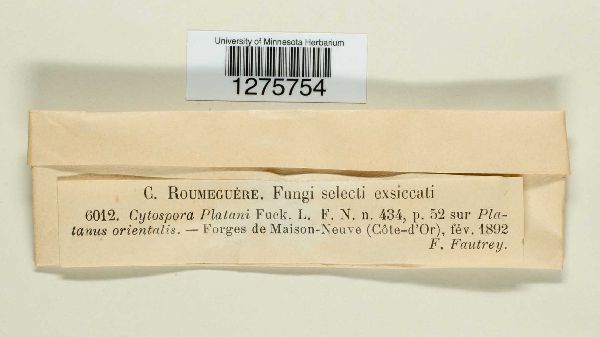 University of Minnesota Herbarium
1275754
C. ROUMEGUÈRE. Fungi selecti exsiccati
6012. Cytospora Platani Fuck. L. F. N. n. 434, p. 52 sur Pla-
tanus orientalis. — Forges de Maison-Neuve (Côte-d'Or), fév. 1892
F. Fautrey.